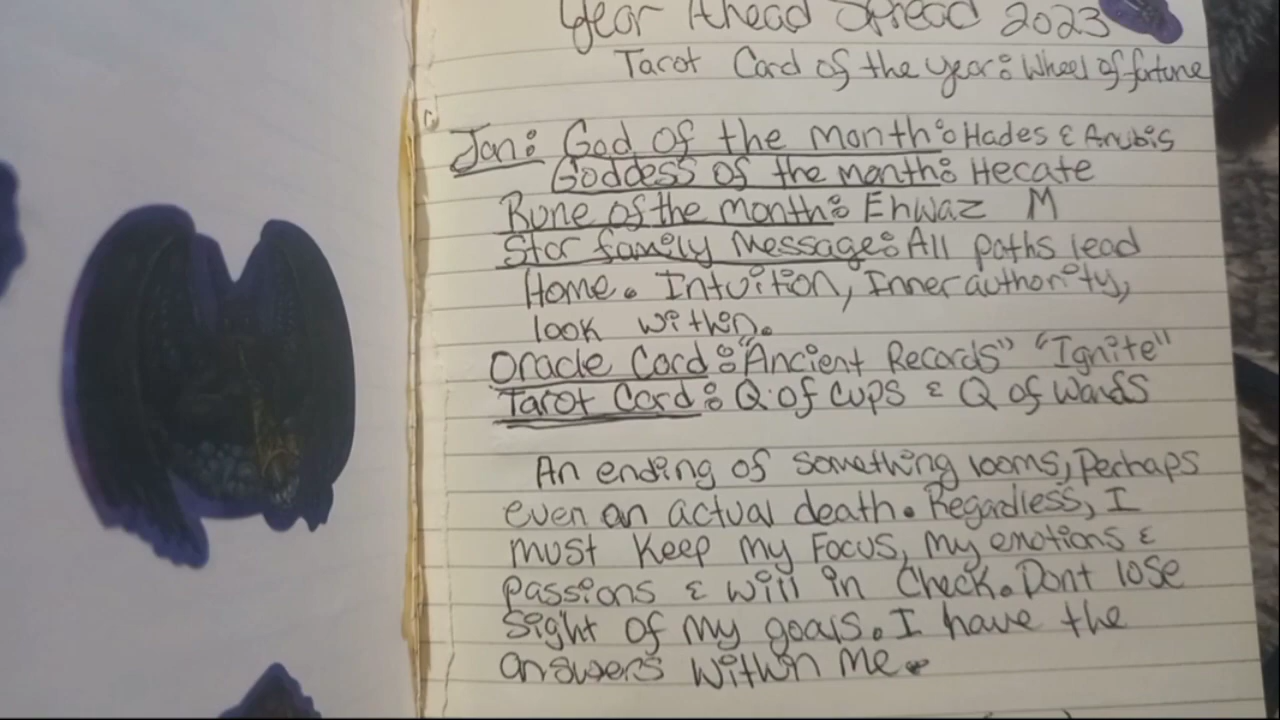 Year Ahead Spread 2023
Tarot Card of the year: Wheel of fortune
Jan: God of the month: Hades & Anubis
Goddess of the month: Hecate
Rune of the month: Ehwaz M
Star family Message: All paths lead
Home. Intuition, Inner authority,
look within.
Oracle Card: "Ancient Records" "Ignite"
Tarot Card: Q. of Cups & Q of Wands
An ending of something looms, Perhaps
even an actual death. Regardless, I
must Keep my Focus, my emotions &
Passions & will in Check. Dont lose
Sight of my goals. I have the
answers within me.